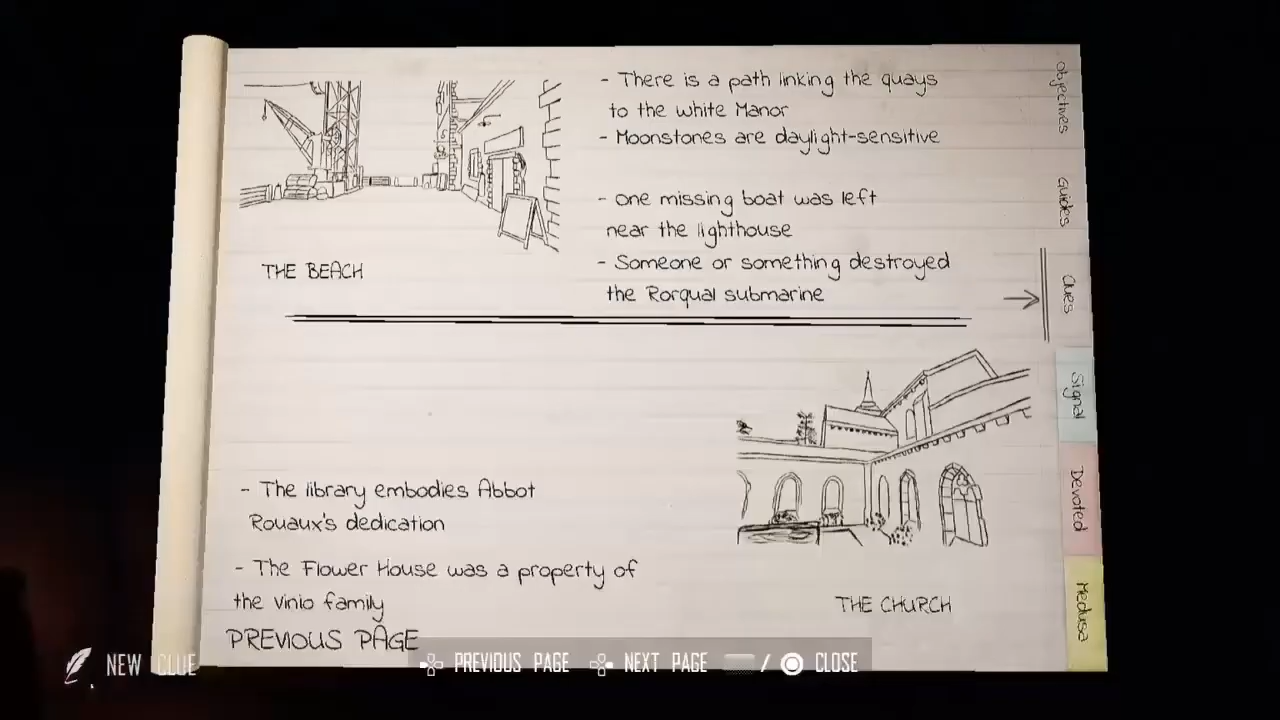 - There is a path linking the quays
to the white Manor
- Moonstones are daylight-sensitive
- One missing boat was left
near the lighthouse
- Someone or something destroyed
the Rorqual submarine
THE BEACH
- The library embodies Abbot
Rouaux's dedication
- The Flower House was a property of
the Vinio family
THE CHURCH
PREVIOUS PAGE
Objectives
Guides
Clues
Signal
Devoted
Medusa
NEW CLUE
PREVIOUS PAGE NEXT PAGE / CLOSE